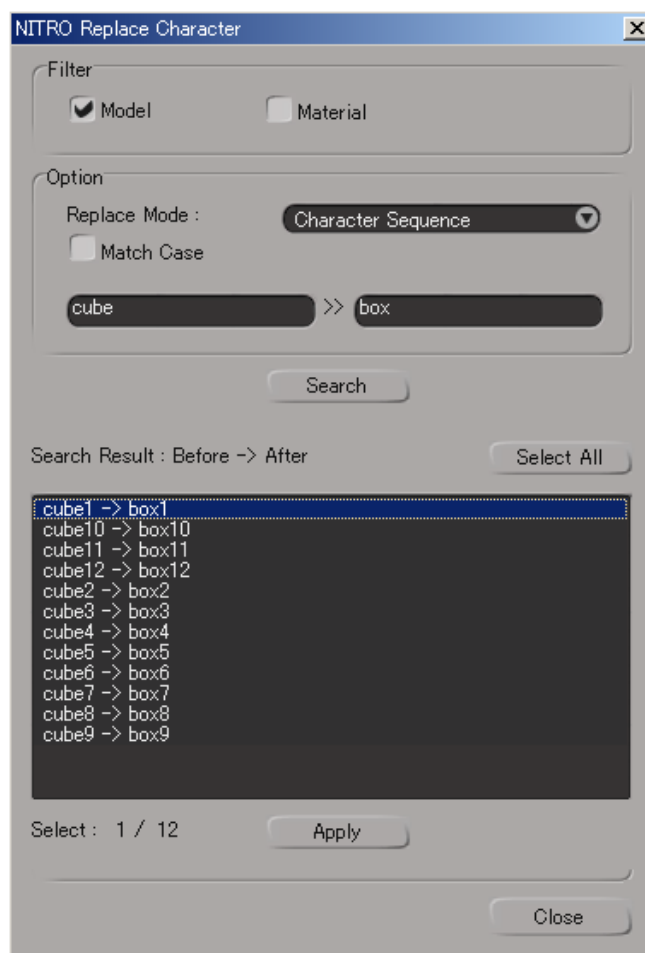 NITRO Replace Character
Filter
Model Material
Option
Replace Mode : Character Sequence
Match Case
cube >> box
Search
Search Result : Before -> After Select All
cube1 -> box1
cube10 -> box10
cube11 -> box11
cube12 -> box12
cube2 -> box2
cube3 -> box3
cube4 -> box4
cube5 -> box5
cube6 -> box6
cube7 -> box7
cube8 -> box8
cube9 -> box9
Select : 1 / 12 Apply
Close